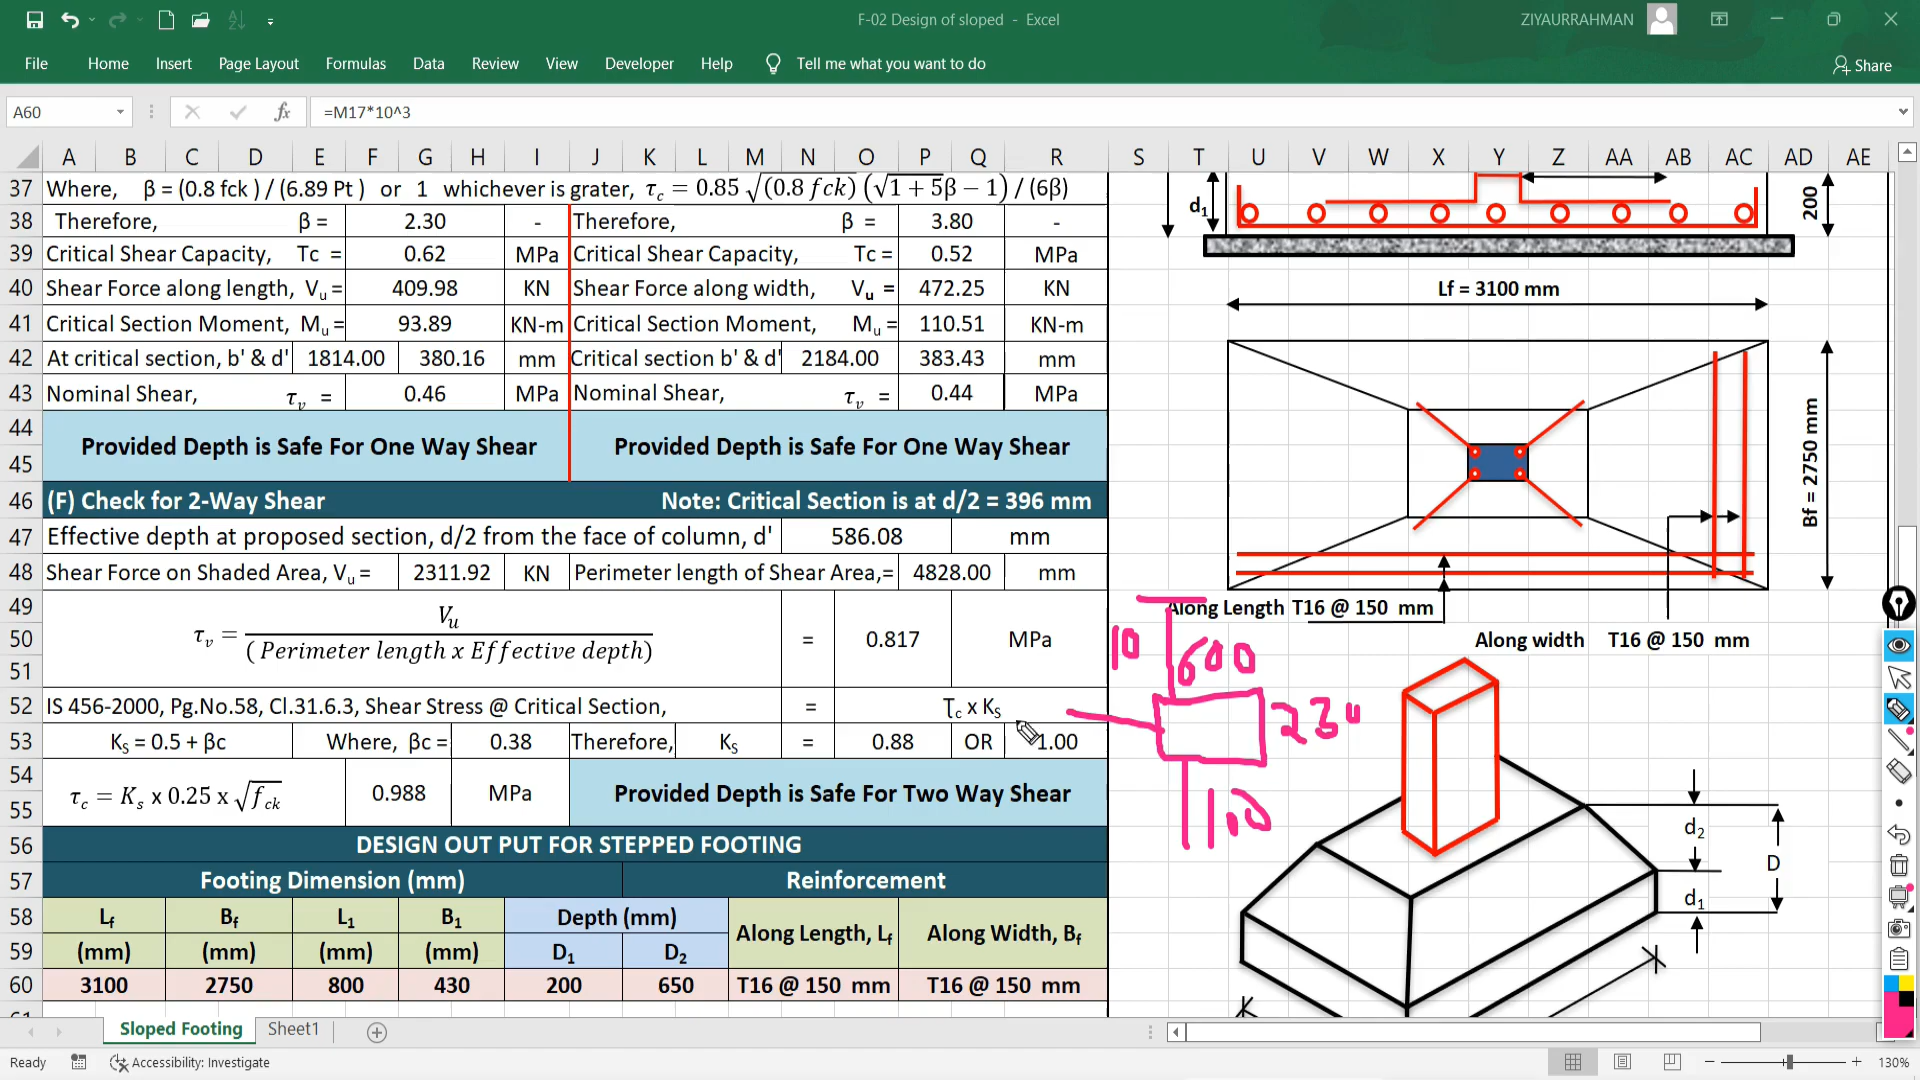 F-02 Design of sloped - Excel
ZIYAURRAHMAN
File Home Insert Page Layout Formulas Data Review View Developer Help Tell me what you want to do
Share
A60 fx =M17*10^3
A B C D E F G H I J K L M N O P Q R S T U V W X Y Z AA AB AC AD AE
37 Where, β = (0.8 fck ) / (6.89 Pt ) or 1 whichever is grater, τc = 0.85 √(0.8 fck) (√1 + 5β − 1) / (6β)
38 Therefore, β = 2.30 - Therefore, β = 3.80 -
39 Critical Shear Capacity, Tc = 0.62 MPa Critical Shear Capacity, Tc = 0.52 MPa
40 Shear Force along length, Vu = 409.98 KN Shear Force along width, Vu = 472.25 KN
41 Critical Section Moment, Mu = 93.89 KN-m Critical Section Moment, Mu = 110.51 KN-m
42 At critical section, b' & d' 1814.00 380.16 mm Critical section b' & d' 2184.00 383.43 mm
43 Nominal Shear, τv = 0.46 MPa Nominal Shear, τv = 0.44 MPa
44
Provided Depth is Safe For One Way Shear Provided Depth is Safe For One Way Shear
45
46 (F) Check for 2-Way Shear Note: Critical Section is at d/2 = 396 mm
47 Effective depth at proposed section, d/2 from the face of column, d' 586.08 mm
48 Shear Force on Shaded Area, Vu = 2311.92 KN Perimeter length of Shear Area,= 4828.00 mm
49
50 τv = Vu / ( Perimeter length x Effective depth) = 0.817 MPa
51
52 IS 456-2000, Pg.No.58, Cl.31.6.3, Shear Stress @ Critical Section, = Ʈc x KS
53 KS = 0.5 + βc Where, βc = 0.38 Therefore, KS = 0.88 OR 1.00
54
τc = Ks x 0.25 x √fck 0.988 MPa Provided Depth is Safe For Two Way Shear
55
56 DESIGN OUT PUT FOR STEPPED FOOTING
57 Footing Dimension (mm) Reinforcement
58 Lf Bf L1 B1 Depth (mm) Along Length, Lf Along Width, Bf
59 (mm) (mm) (mm) (mm) D1 D2
60 3100 2750 800 430 200 650 T16 @ 150 mm T16 @ 150 mm
d1
200
Lf = 3100 mm
Bf = 2750 mm
Along Length T16 @ 150 mm
Along width T16 @ 150 mm
10
600
230
100
d2
D
d1
Sloped Footing Sheet1
Ready Accessibility: Investigate 130%